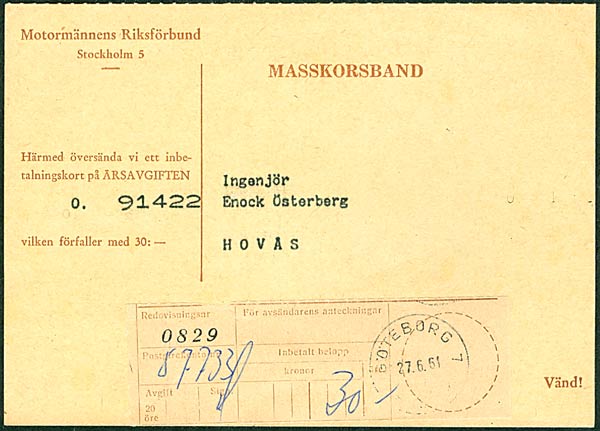 Motormännens Riksförbund
Stockholm 5
MASSKORSBAND
Härmed översända vi ett inbe-
talningskort på ÅRSAVGIFTEN
O. 91422
vilken förfaller med 30:—
Ingenjör
Enock Österberg
HOVÅS
Redovisningsnr
0829
För avsändarens anteckningar
Inbetalt belopp
kronor
30-
Avgift
20
öre
GÖTEBORG 7
27.6.61
Vänd!